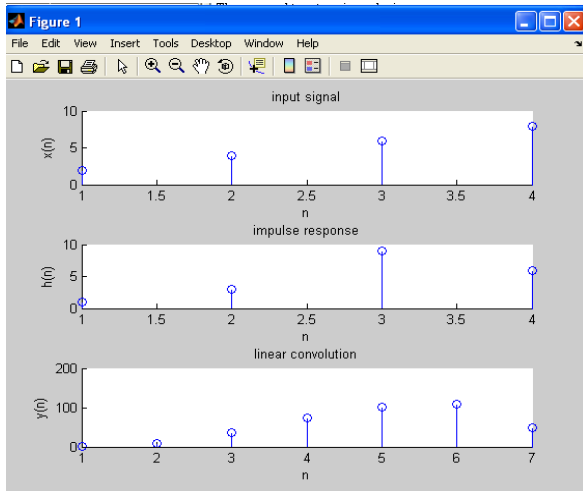 Figure 1
File Edit View Insert Tools Desktop Window Help
input signal
10
5
0
x(n)
1 1.5 2 2.5 3 3.5 4
n
impulse response
10
5
0
h(n)
1 1.5 2 2.5 3 3.5 4
n
linear convolution
200
100
0
y(n)
1 2 3 4 5 6 7
n